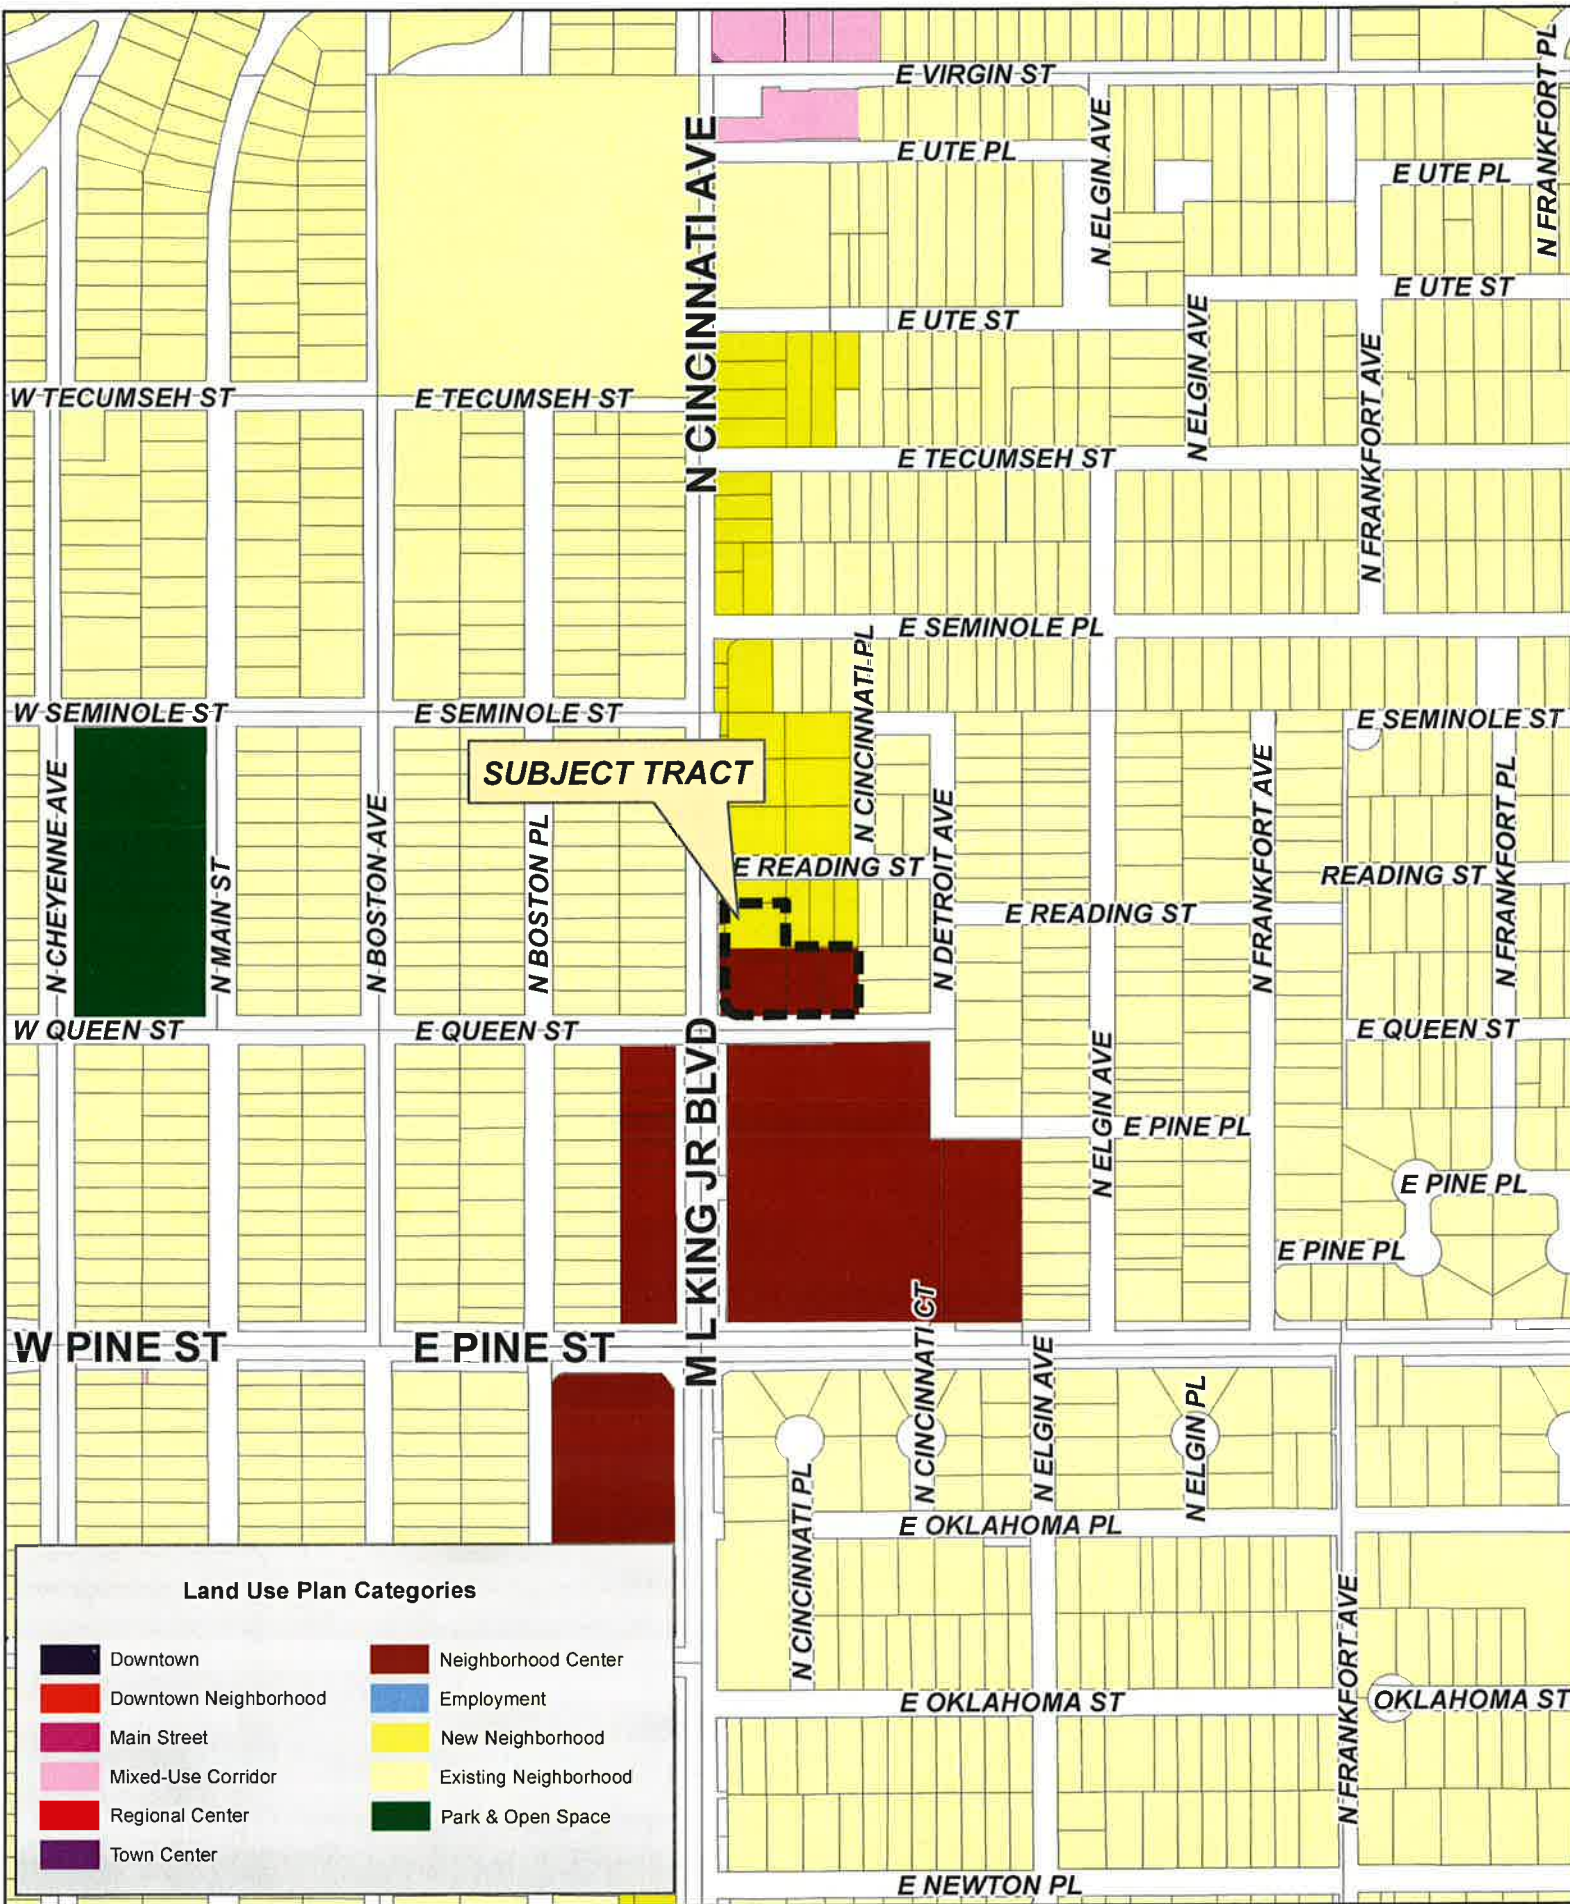 E VIRGIN ST
N FRANKFORT PL
N CINCINNATI AVE
E UTE PL
N ELGIN AVE
E UTE PL
E UTE ST
E UTE ST
N ELGIN AVE
N FRANKFORT AVE
W TECUMSEH ST
E TECUMSEH ST
E TECUMSEH ST
E SEMINOLE PL
N CINCINNATI PL
W SEMINOLE ST
E SEMINOLE ST
E SEMINOLE ST
SUBJECT TRACT
N CHEYENNE AVE
N MAIN ST
N BOSTON AVE
N BOSTON PL
E READING ST
N DETROIT AVE
E READING ST
N FRANKFORT AVE
READING ST
N FRANKFORT PL
W QUEEN ST
E QUEEN ST
E QUEEN ST
M L KING JR BLVD
N ELGIN AVE
E PINE PL
E PINE PL
E PINE PL
W PINE ST
E PINE ST
N CINCINNATI CT
N ELGIN AVE
N ELGIN PL
N CINCINNATI PL
E OKLAHOMA PL
N FRANKFORT AVE
E OKLAHOMA ST
OKLAHOMA ST
E NEWTON PL
Land Use Plan Categories
Downtown
Downtown Neighborhood
Main Street
Mixed-Use Corridor
Regional Center
Town Center
Neighborhood Center
Employment
New Neighborhood
Existing Neighborhood
Park & Open Space